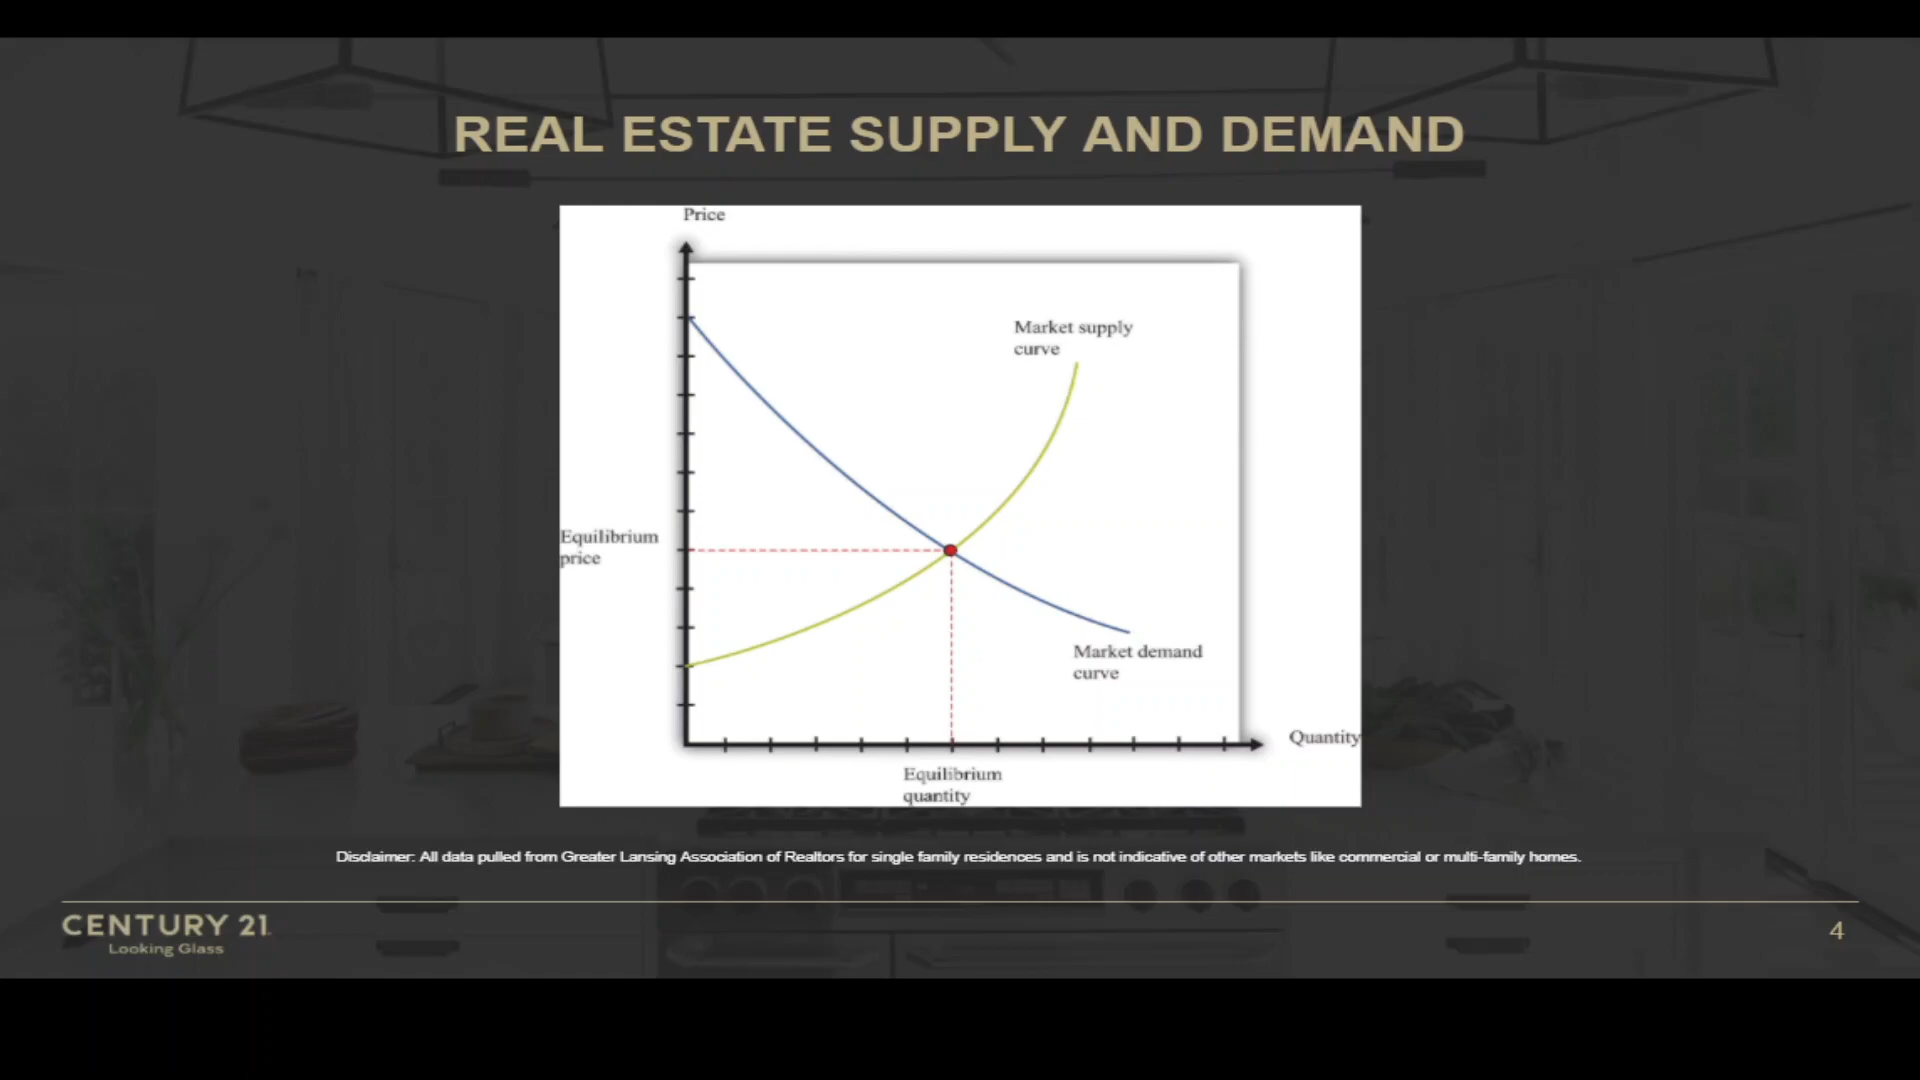 REAL ESTATE SUPPLY AND DEMAND
Price
Market supply
curve
Equilibrium
price
Market demand
curve
Quantity
Equilibrium
quantity
Disclaimer: All data pulled from Greater Lansing Association of Realtors for single family residences and is not indicative of other markets like commercial or multi-family homes.
CENTURY 21
Looking Glass
4